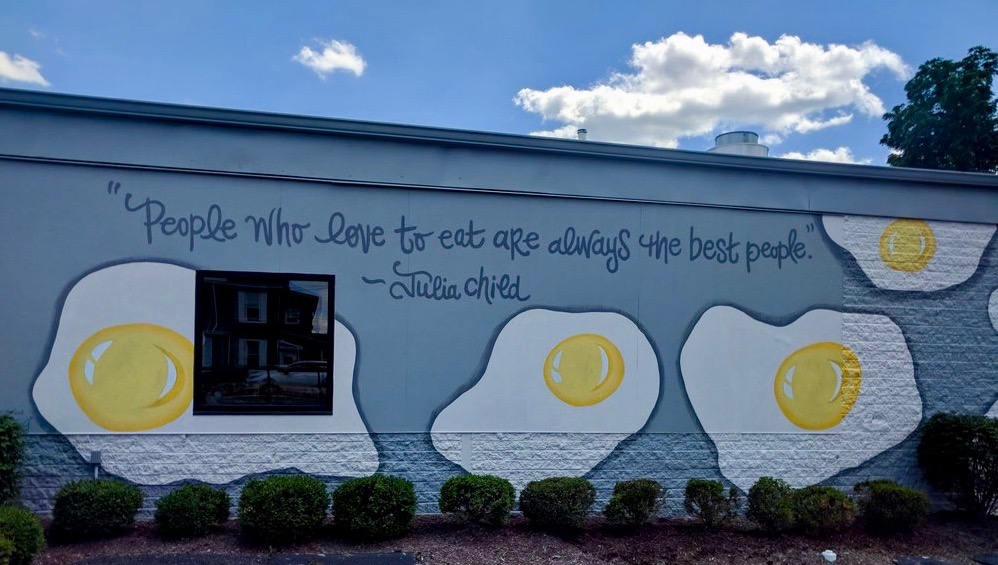 "People who love to eat are always the best people."
~Julia child